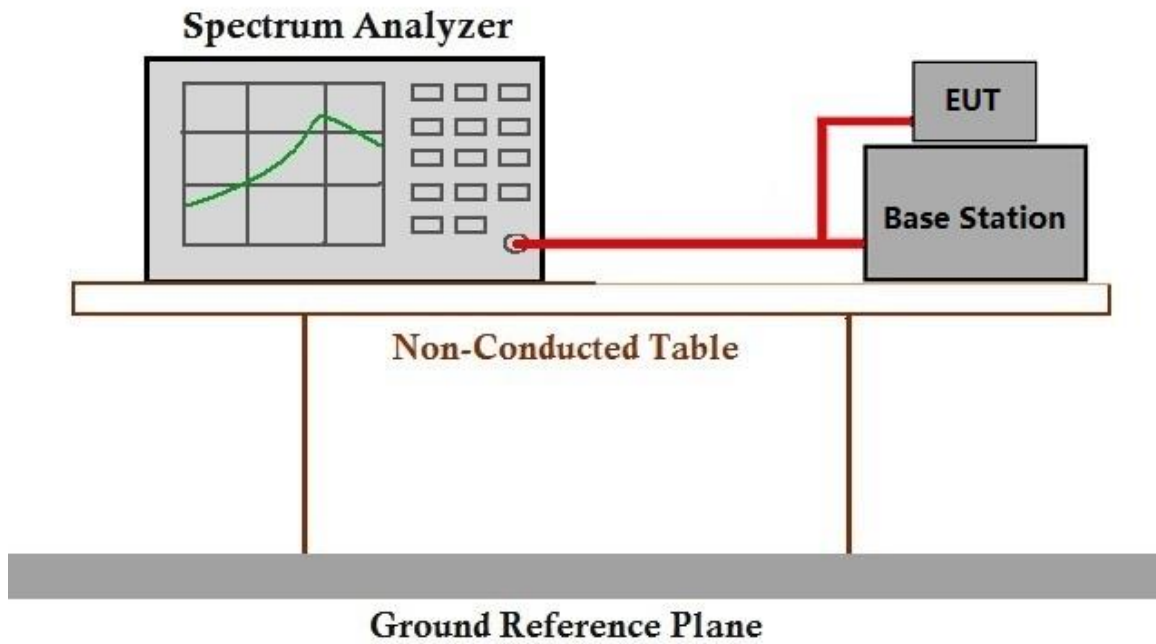 Spectrum Analyzer
EUT
Base Station
Non-Conducted Table
Ground Reference Plane